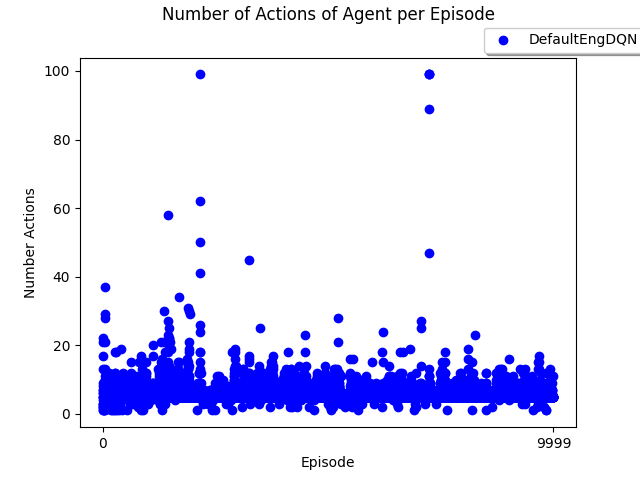 Number of Actions of Agent per Episode
DefaultEngDQN
100
80
60
40
20
0
Number Actions
0
9999
Episode